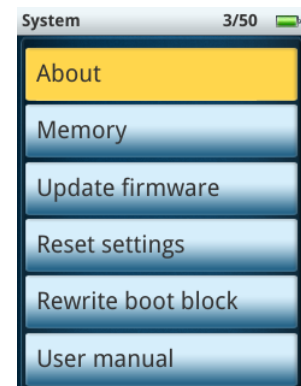 System 3/50
About
Memory
Update firmware
Reset settings
Rewrite boot block
User manual